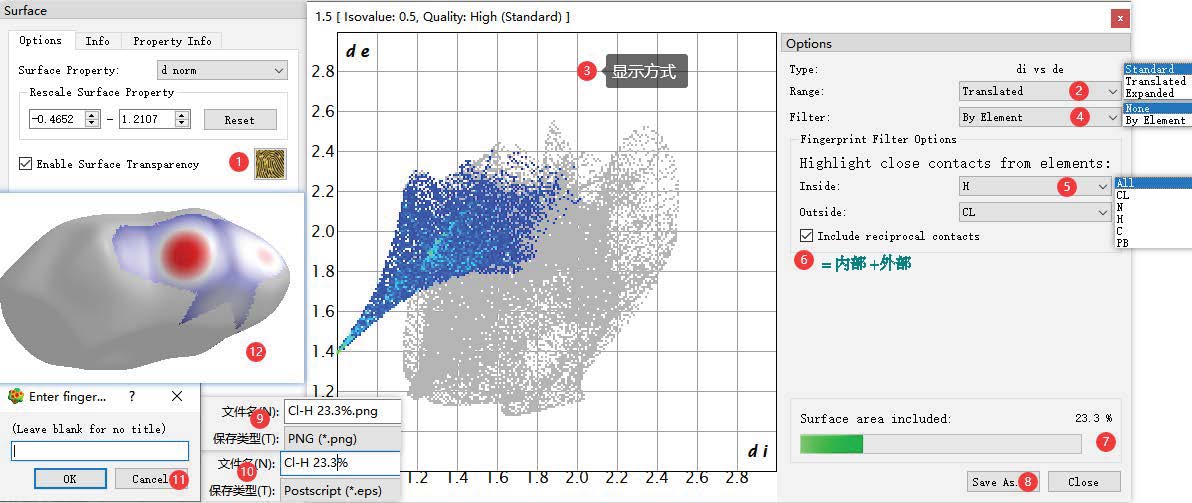 Surface
Options Info Property Info
Surface Property: d norm
Rescale Surface Property
-0.4652 - 1.2107 Reset
Enable Surface Transparency 1
12
Enter finger... ? ×
(Leave blank for no title)
OK Cancel 11
文件名(N): 9 Cl-H 23.3%.png
保存类型(T): PNG (*.png)
文件名(N): 10 Cl-H 23.3%
保存类型(T): Postscript (*.eps)
1.5 [ Isovalue: 0.5, Quality: High (Standard) ] x
d e
3 显示方式
2.8
2.6
2.4
2.2
2.0
1.8
1.6
1.4
1.2
d i
1.2 1.4 1.6 1.8 2.0 2.2 2.4 2.6 2.8
Options
Type: di vs de
Range: Translated 2
Filter: By Element 4
Fingerprint Filter Options
Highlight close contacts from elements:
Inside: H 5
Outside: CL
Include reciprocal contacts
6 =内部+外部
Surface area included: 23.3 %
7
Save As. 8 Close
Standard
Translated
Expanded
None
By Element
All
CL
N
H
C
PB